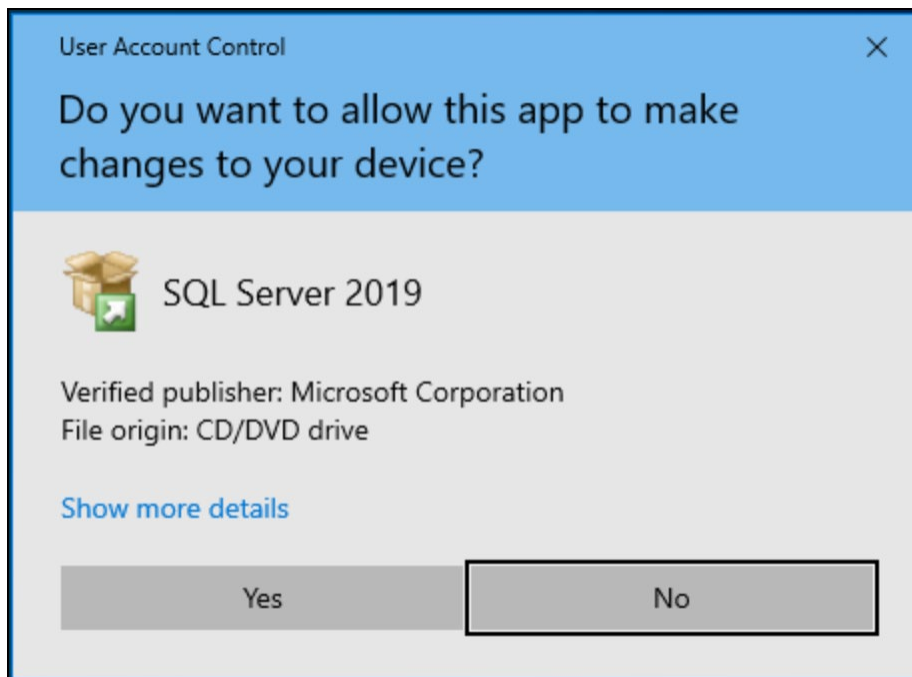 User Account Control
Do you want to allow this app to make
changes to your device?
SQL Server 2019
Verified publisher: Microsoft Corporation
File origin: CD/DVD drive
Show more details
Yes
No